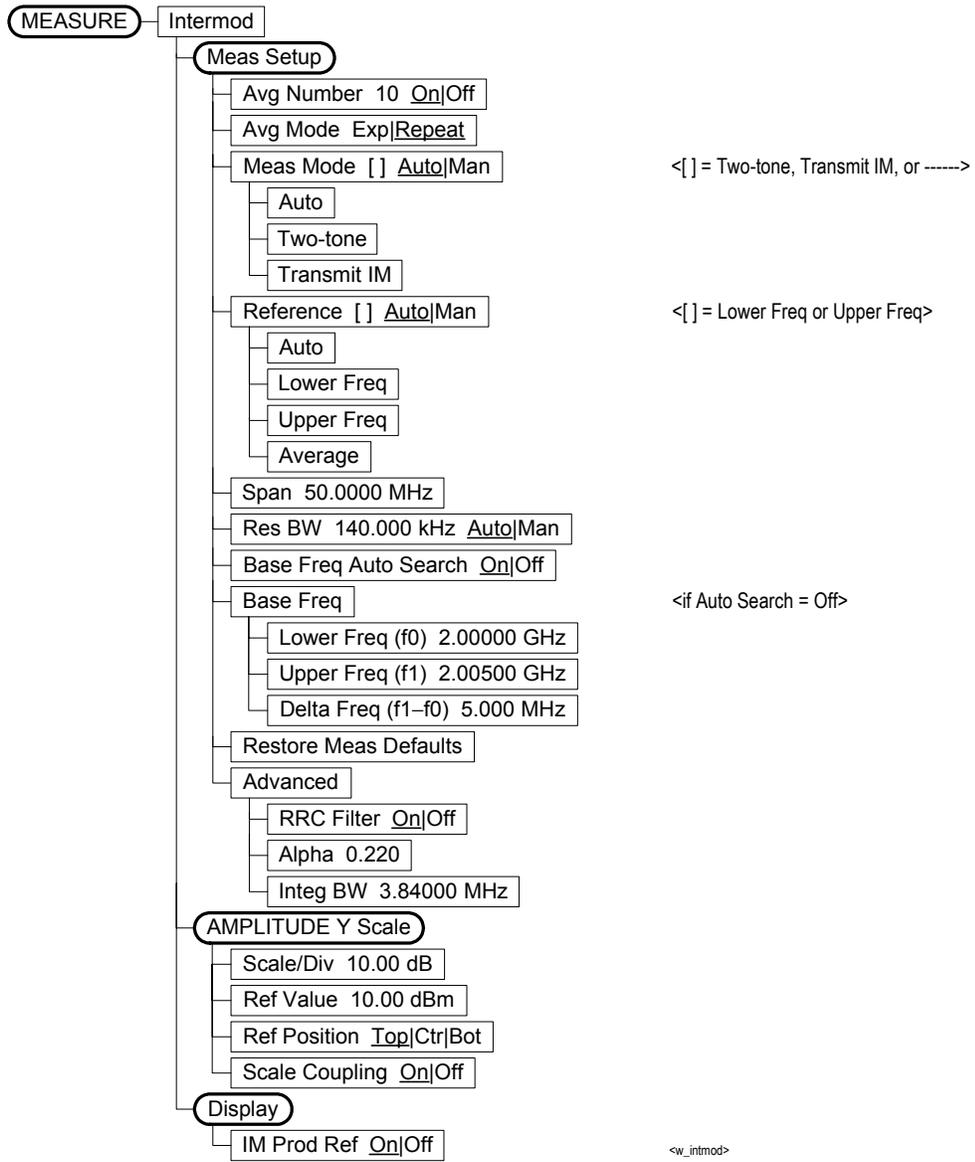 MEASURE Intermod
Meas Setup
Avg Number 10 On|Off
Avg Mode Exp|Repeat
Meas Mode [ ] Auto|Man <[ ] = Two-tone, Transmit IM, or ------>
Auto
Two-tone
Transmit IM
Reference [ ] Auto|Man <[ ] = Lower Freq or Upper Freq>
Auto
Lower Freq
Upper Freq
Average
Span 50.0000 MHz
Res BW 140.000 kHz Auto|Man
Base Freq Auto Search On|Off
Base Freq <if Auto Search = Off>
Lower Freq (f0) 2.00000 GHz
Upper Freq (f1) 2.00500 GHz
Delta Freq (f1–f0) 5.000 MHz
Restore Meas Defaults
Advanced
RRC Filter On|Off
Alpha 0.220
Integ BW 3.84000 MHz
AMPLITUDE Y Scale
Scale/Div 10.00 dB
Ref Value 10.00 dBm
Ref Position Top|Ctr|Bot
Scale Coupling On|Off
Display
IM Prod Ref On|Off <w_intmod>